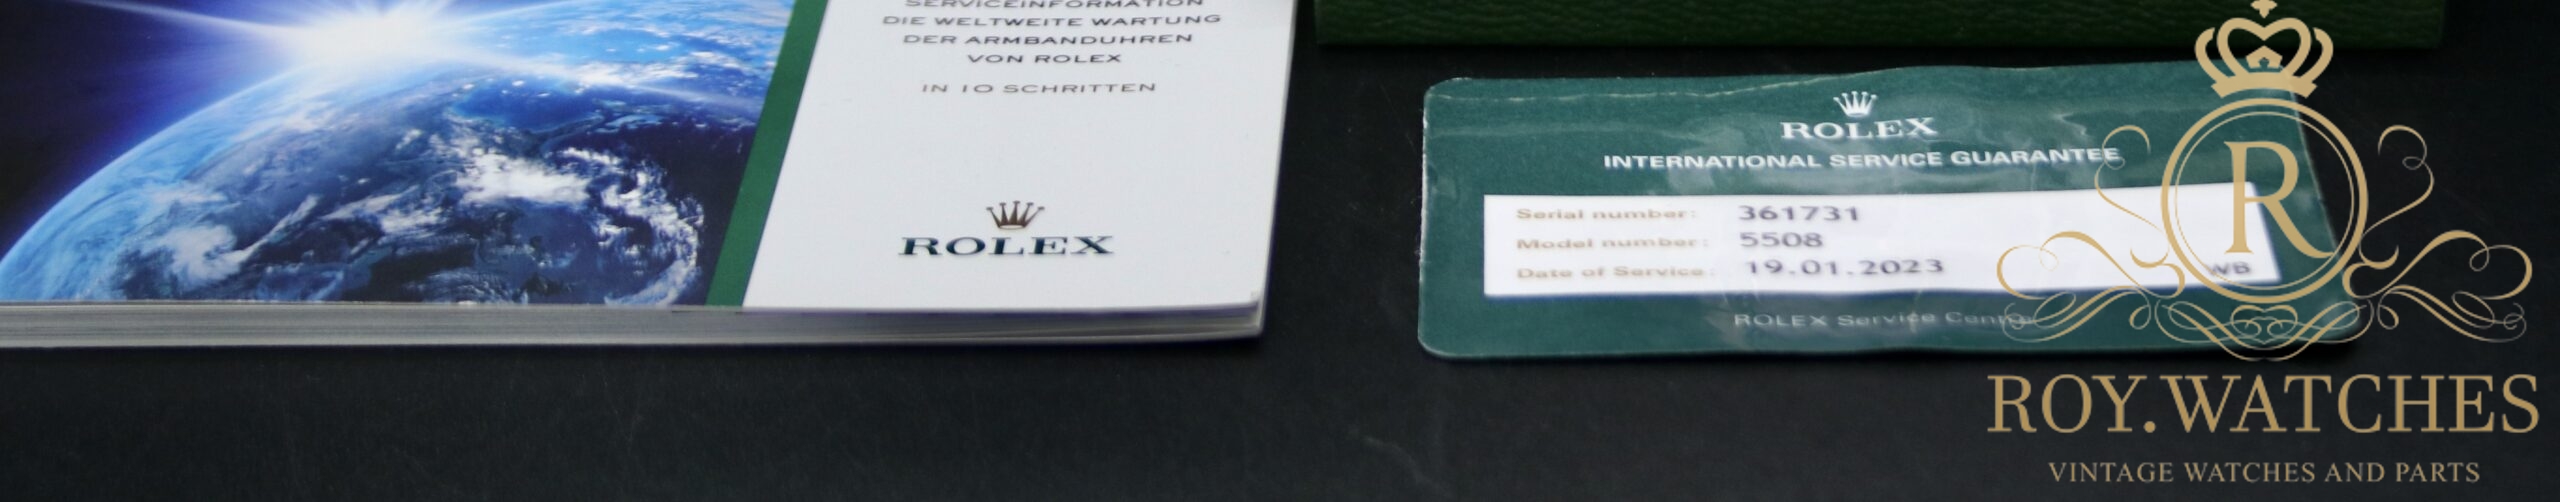 SERVICEINFORMATION
DIE WELTWEITE WARTUNG
DER ARMBANDUHREN
VON ROLEX
IN 10 SCHRITTEN
ROLEX
ROLEX
INTERNATIONAL SERVICE GUARANTEE
Serial number: 361731
Model number: 5508
Date of Service: 19.01.2023 WB
ROLEX Service Centre
R
ROY.WATCHES
VINTAGE WATCHES AND PARTS